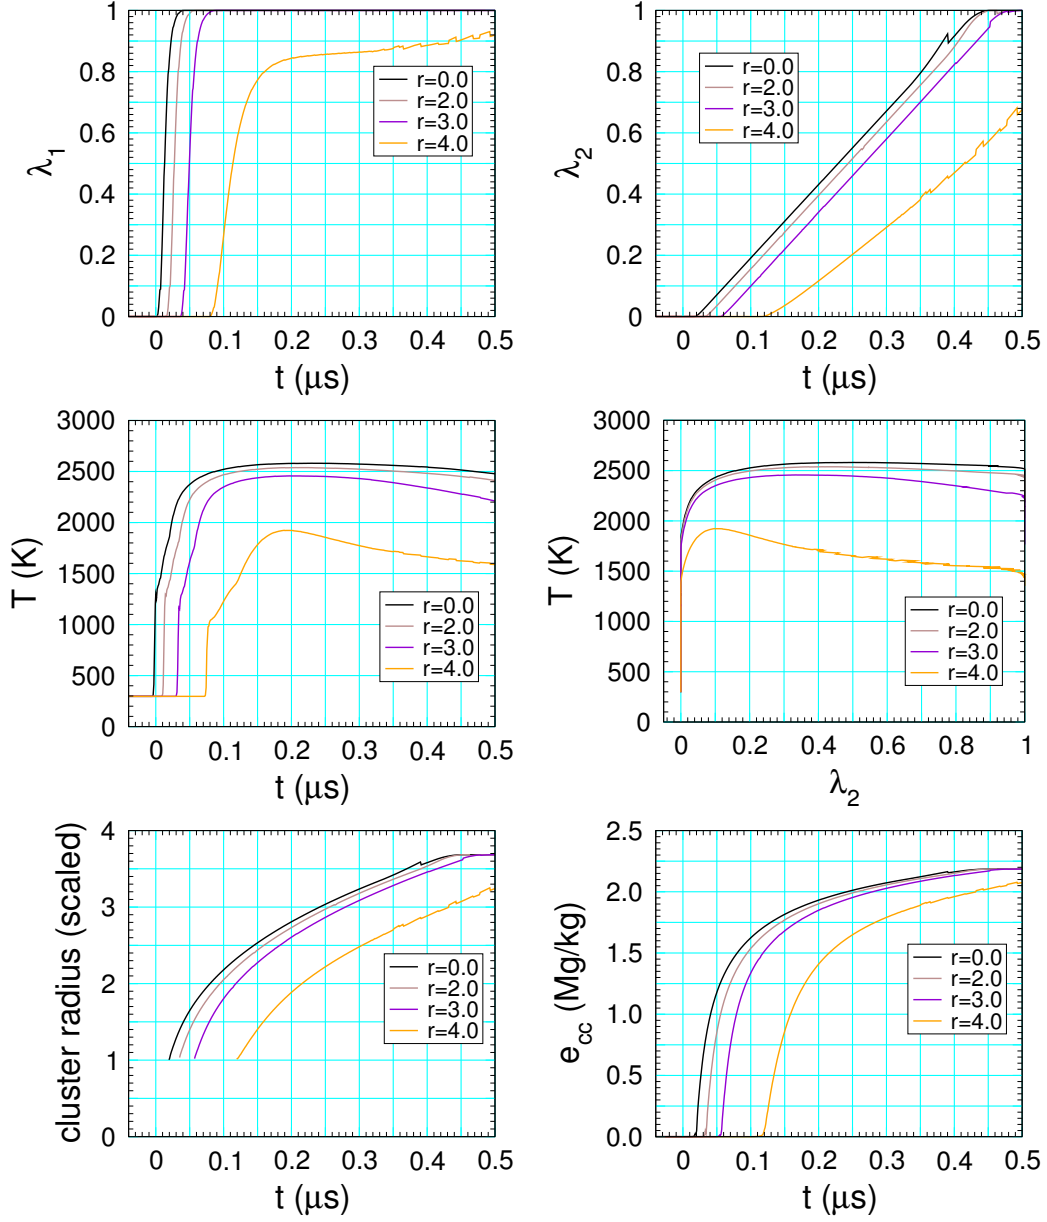 1
0.8
0.6
0.4
0.2
0
λ1
r=0.0
r=2.0
r=3.0
r=4.0
0 0.1 0.2 0.3 0.4 0.5
t (μs)
1
0.8
0.6
0.4
0.2
0
λ2
r=0.0
r=2.0
r=3.0
r=4.0
0 0.1 0.2 0.3 0.4 0.5
t (μs)
3000
2500
2000
1500
1000
500
0
T (K)
r=0.0
r=2.0
r=3.0
r=4.0
0 0.1 0.2 0.3 0.4 0.5
t (μs)
3000
2500
2000
1500
1000
500
0
T (K)
r=0.0
r=2.0
r=3.0
r=4.0
0 0.2 0.4 0.6 0.8 1
λ2
4
3
2
1
0
cluster radius (scaled)
r=0.0
r=2.0
r=3.0
r=4.0
0 0.1 0.2 0.3 0.4 0.5
t (μs)
2.5
2.0
1.5
1.0
0.5
0.0
ecc (Mg/kg)
r=0.0
r=2.0
r=3.0
r=4.0
0 0.1 0.2 0.3 0.4 0.5
t (μs)